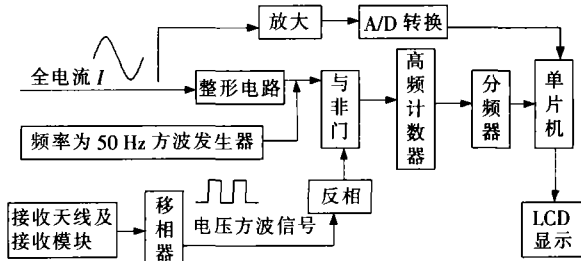 放大
A/D 转换
全电流 I
整形电路
与非门
高频计数器
分频器
单片机
频率为 50 Hz 方波发生器
反相
接收天线及
接收模块
移相器
电压方波信号
LCD
显示